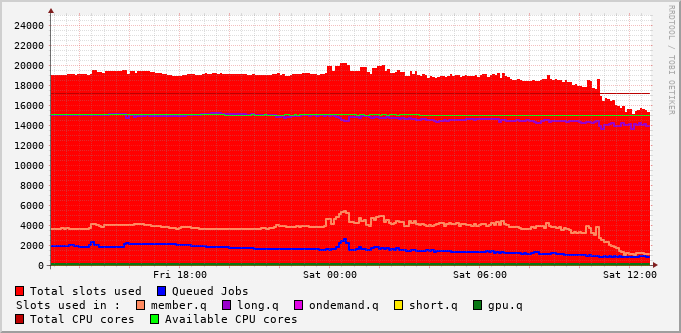 RRDTOOL / TOBI OETIKER
24000
22000
20000
18000
16000
14000
12000
10000
8000
6000
4000
2000
0
Fri 18:00 Sat 00:00 Sat 06:00 Sat 12:00
Total slots used Queued Jobs
Slots used in : member.q long.q ondemand.q short.q gpu.q
Total CPU cores Available CPU cores